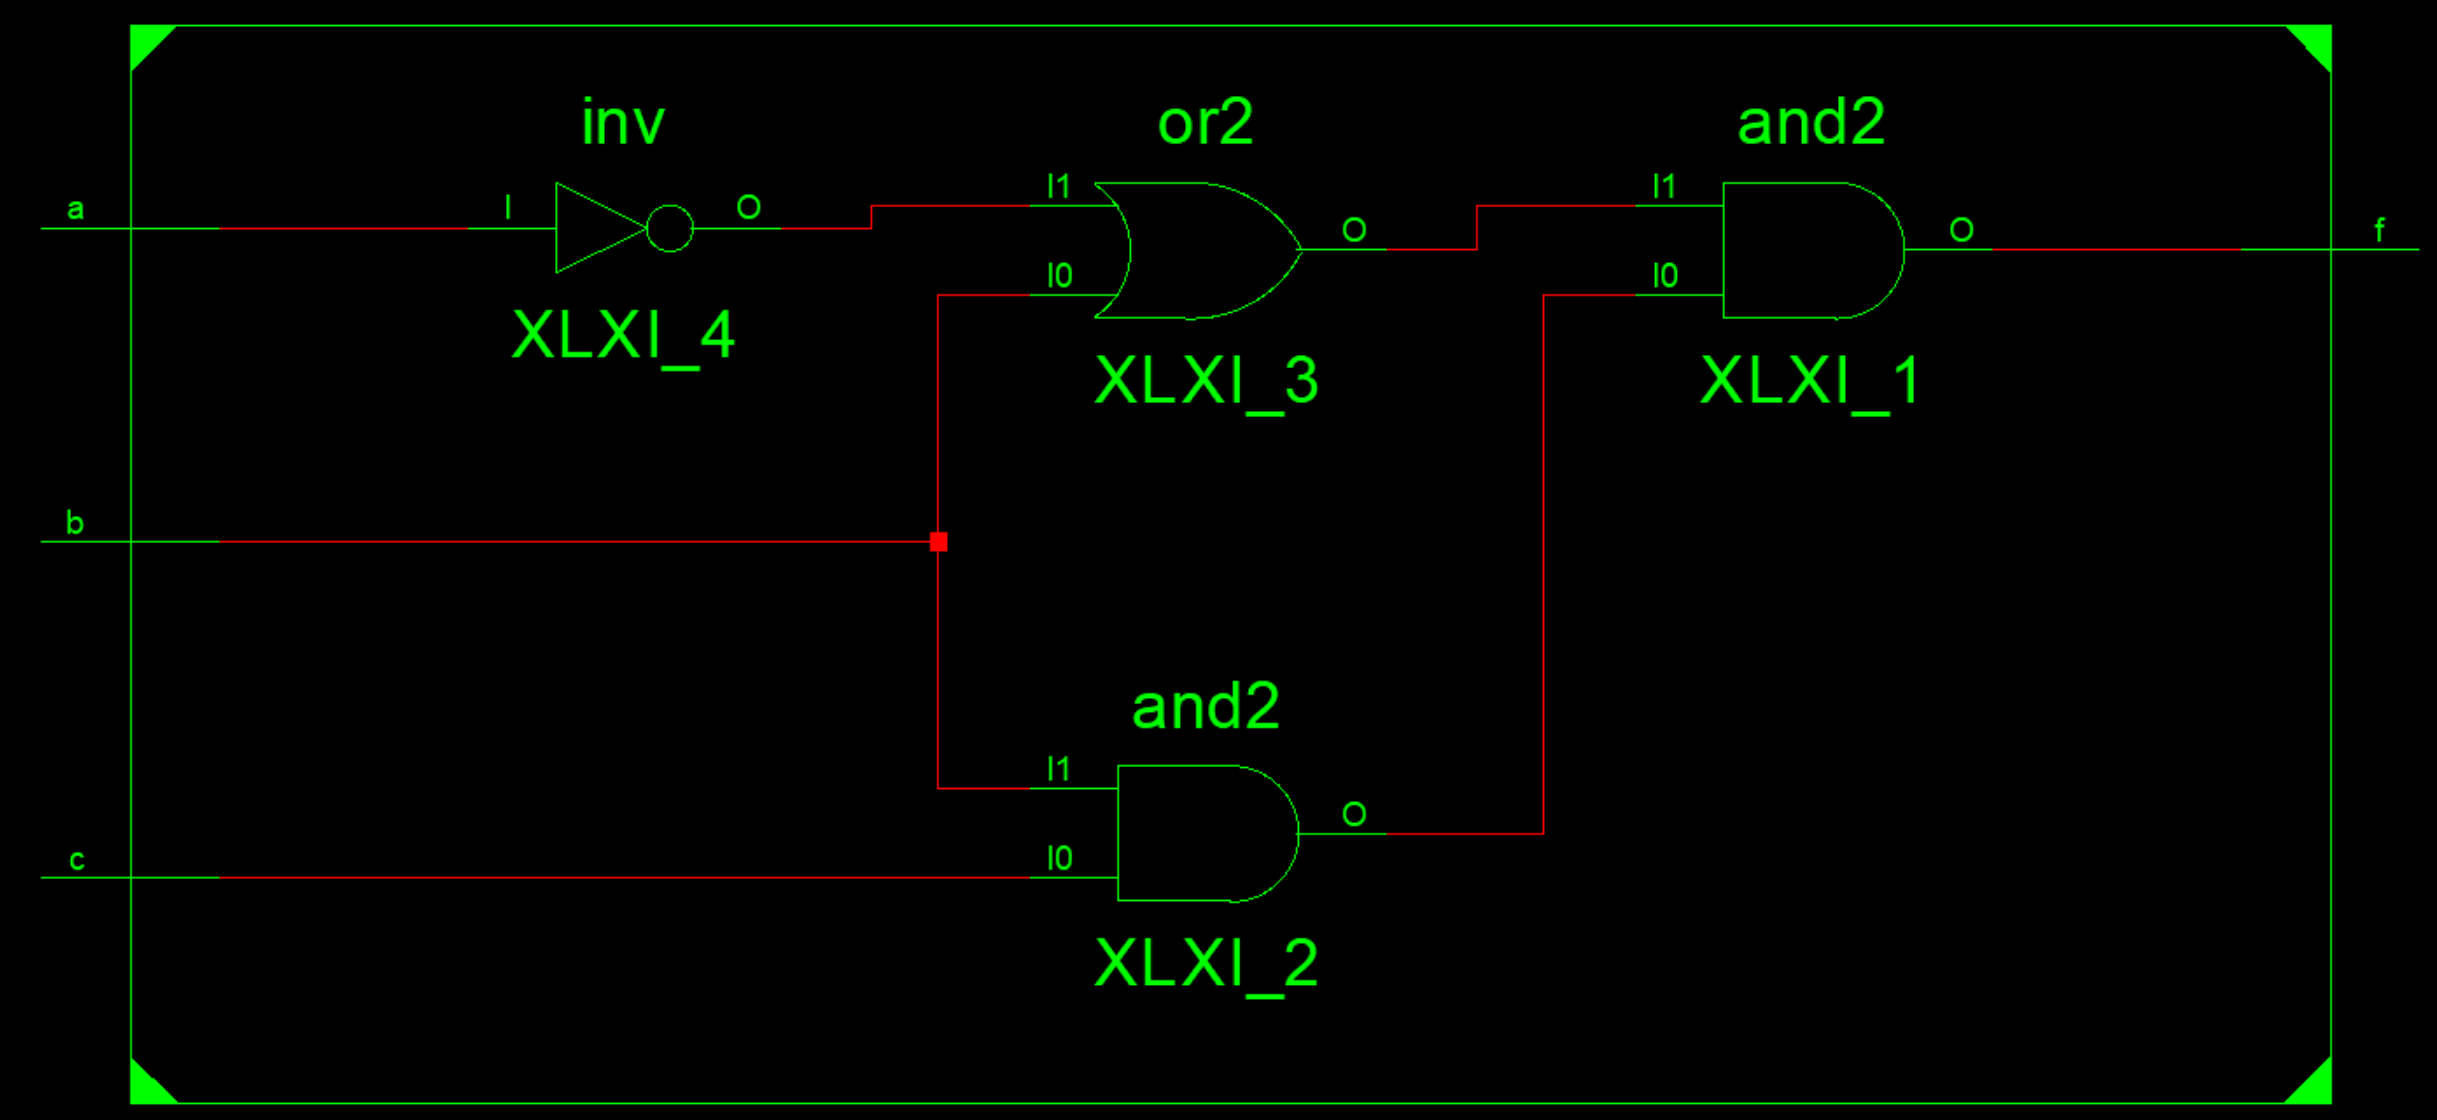 inv
or2
and2
a
I
O
I1
I0
O
I1
I0
O
f
XLXI_4
XLXI_3
XLXI_1
b
and2
I1
I0
O
c
XLXI_2